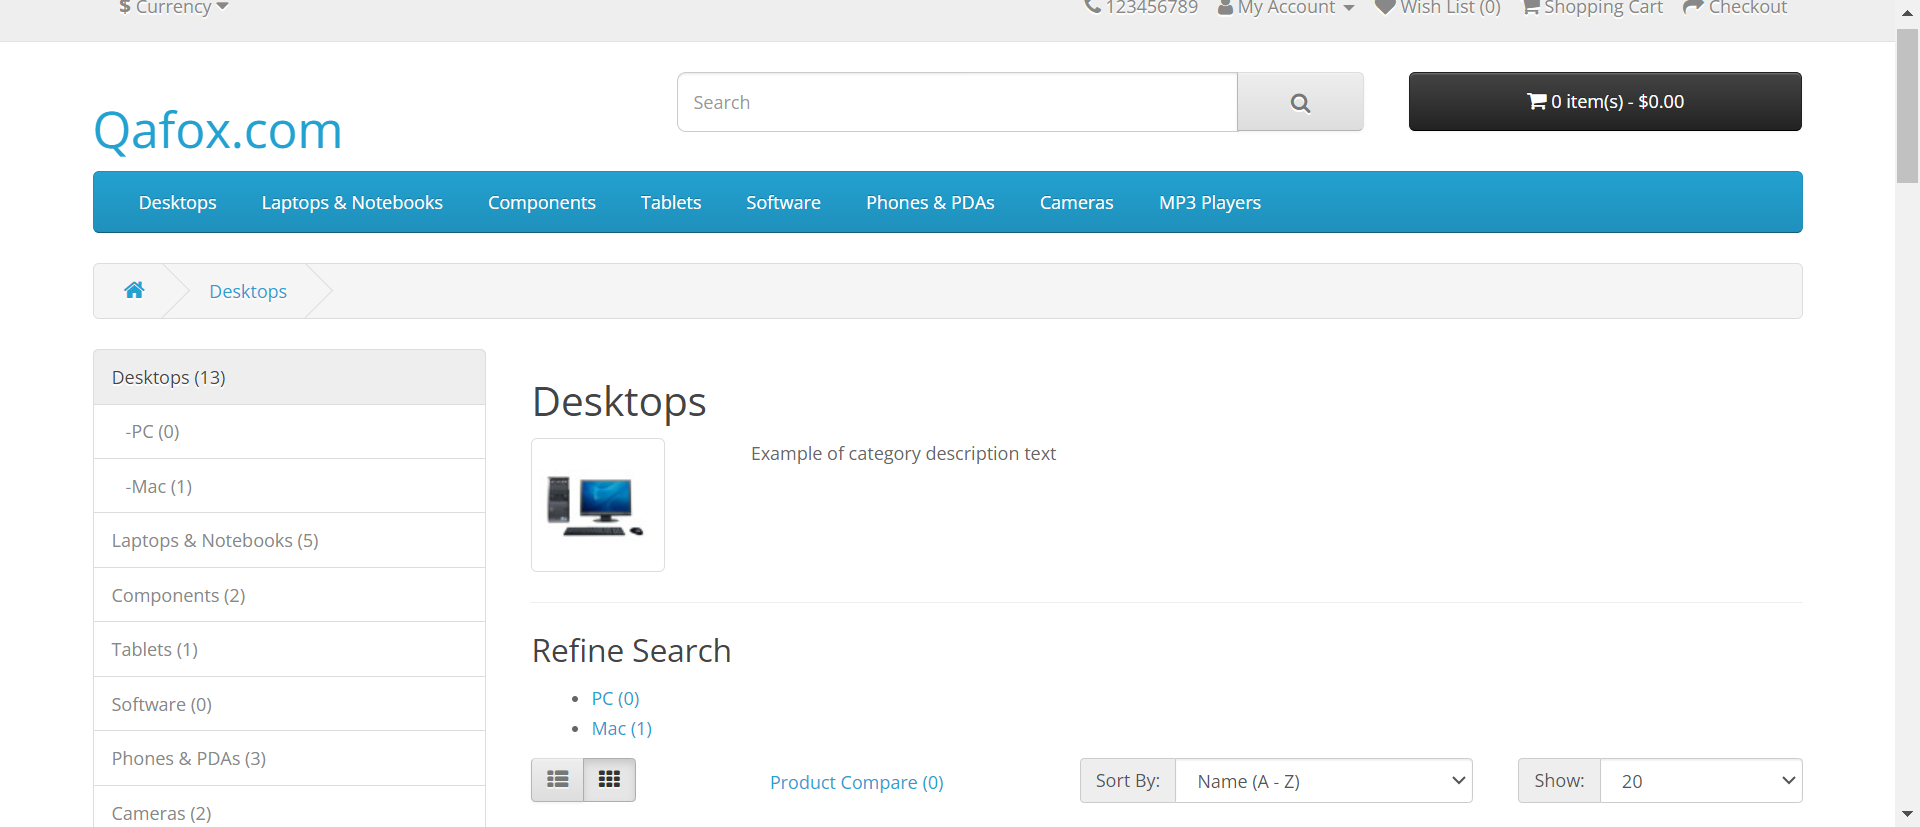 $ Currency
123456789 My Account Wish List (0) Shopping Cart Checkout
Qafox.com
Search
0 item(s) - $0.00
Desktops Laptops & Notebooks Components Tablets Software Phones & PDAs Cameras MP3 Players
Desktops
Desktops (13)
-PC (0)
-Mac (1)
Laptops & Notebooks (5)
Components (2)
Tablets (1)
Software (0)
Phones & PDAs (3)
Cameras (2)
Desktops
Example of category description text
Refine Search
PC (0)
Mac (1)
Product Compare (0)
Sort By: Name (A - Z)
Show: 20